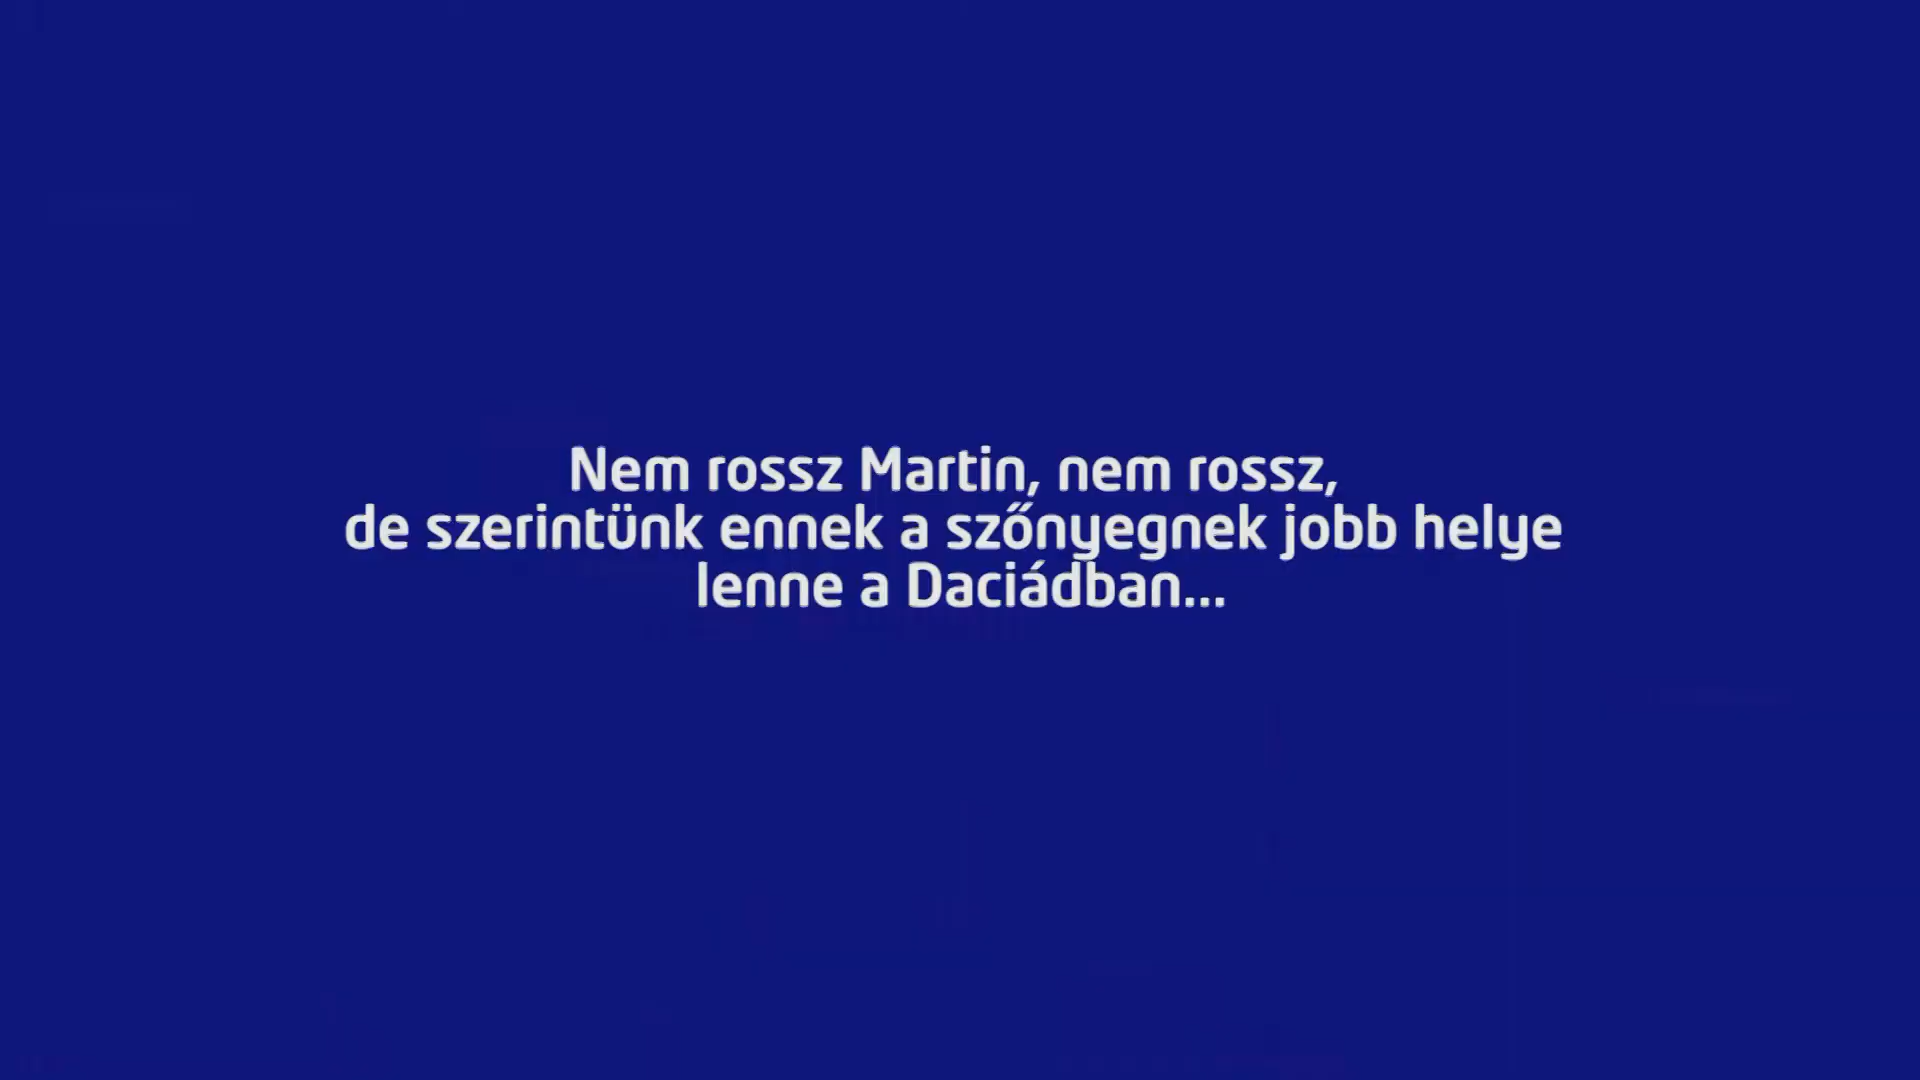 Nem rossz Martin, nem rossz,
de szerintünk ennek a szőnyegnek jobb helye
lenne a Daciádban...